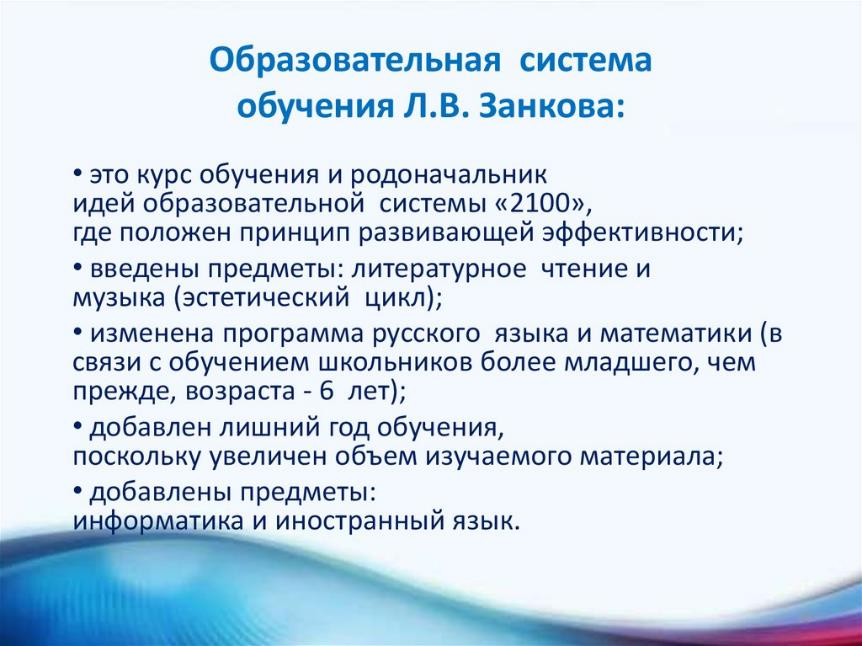 Образовательная система
обучения Л.В. Занкова:
• это курс обучения и родоначальник
идей образовательной системы «2100»,
где положен принцип развивающей эффективности;
• введены предметы: литературное чтение и
музыка (эстетический цикл);
• изменена программа русского языка и математики (в
связи с обучением школьников более младшего, чем
прежде, возраста - 6 лет);
• добавлен лишний год обучения,
поскольку увеличен объем изучаемого материала;
• добавлены предметы:
информатика и иностранный язык.